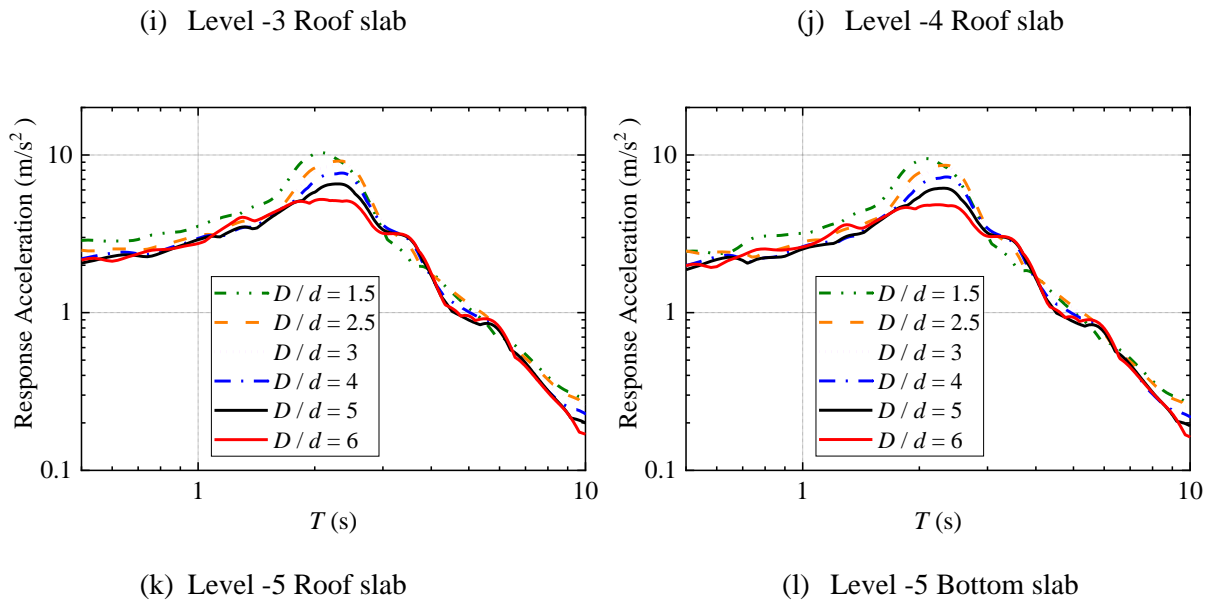 (i) Level -3 Roof slab
(j) Level -4 Roof slab
Response Acceleration (m/s²)
10
1
0.1
D / d = 1.5
D / d = 2.5
D / d = 3
D / d = 4
D / d = 5
D / d = 6
1
10
T (s)
Response Acceleration (m/s²)
10
1
0.1
D / d = 1.5
D / d = 2.5
D / d = 3
D / d = 4
D / d = 5
D / d = 6
1
10
T (s)
(k) Level -5 Roof slab
(l) Level -5 Bottom slab